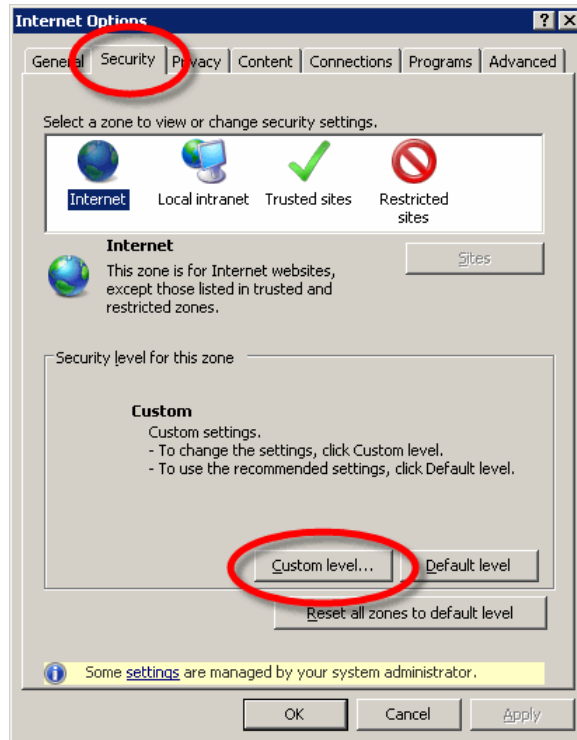 Internet Options
General Security Privacy Content Connections Programs Advanced
Select a zone to view or change security settings.
Internet Local intranet Trusted sites Restricted
sites
Internet
Sites
This zone is for Internet websites,
except those listed in trusted and
restricted zones.
Security level for this zone
Custom
Custom settings.
- To change the settings, click Custom level.
- To use the recommended settings, click Default level.
Custom level... Default level
Reset all zones to default level
Some settings are managed by your system administrator.
OK Cancel Apply